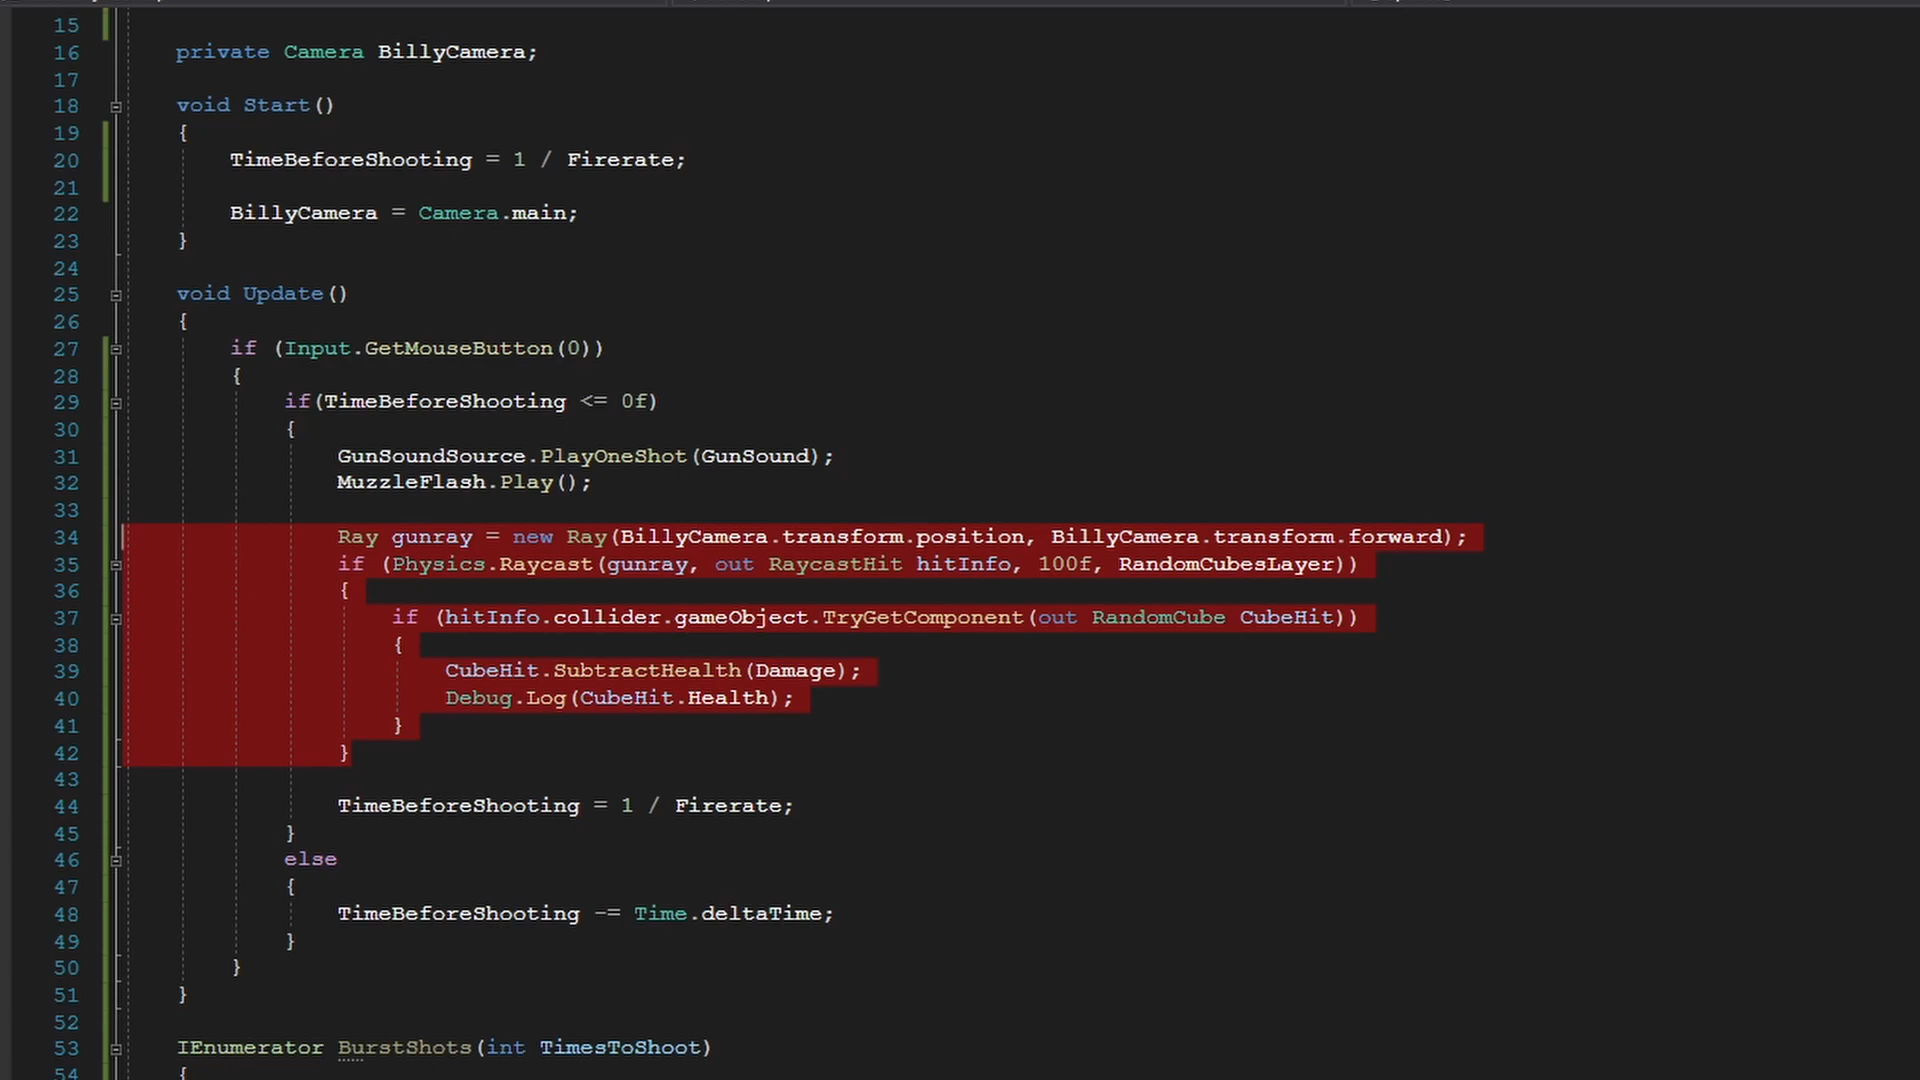 15
16 private Camera BillyCamera;
17
18 void Start()
19 {
20 TimeBeforeShooting = 1 / Firerate;
21
22 BillyCamera = Camera.main;
23 }
24
25 void Update()
26 {
27 if (Input.GetMouseButton(0))
28 {
29 if(TimeBeforeShooting <= 0f)
30 {
31 GunSoundSource.PlayOneShot(GunSound);
32 MuzzleFlash.Play();
33
34 Ray gunray = new Ray(BillyCamera.transform.position, BillyCamera.transform.forward);
35 if (Physics.Raycast(gunray, out RaycastHit hitInfo, 100f, RandomCubesLayer))
36 {
37 if (hitInfo.collider.gameObject.TryGetComponent(out RandomCube CubeHit))
38 {
39 CubeHit.SubtractHealth(Damage);
40 Debug.Log(CubeHit.Health);
41 }
42 }
43
44 TimeBeforeShooting = 1 / Firerate;
45 }
46 else
47 {
48 TimeBeforeShooting -= Time.deltaTime;
49 }
50 }
51 }
52
53 IEnumerator BurstShots(int TimesToShoot)
54 {